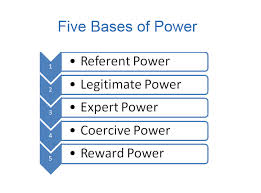 Five Bases of Power
1 • Referent Power
2 • Legitimate Power
3 • Expert Power
4 • Coercive Power
5 • Reward Power